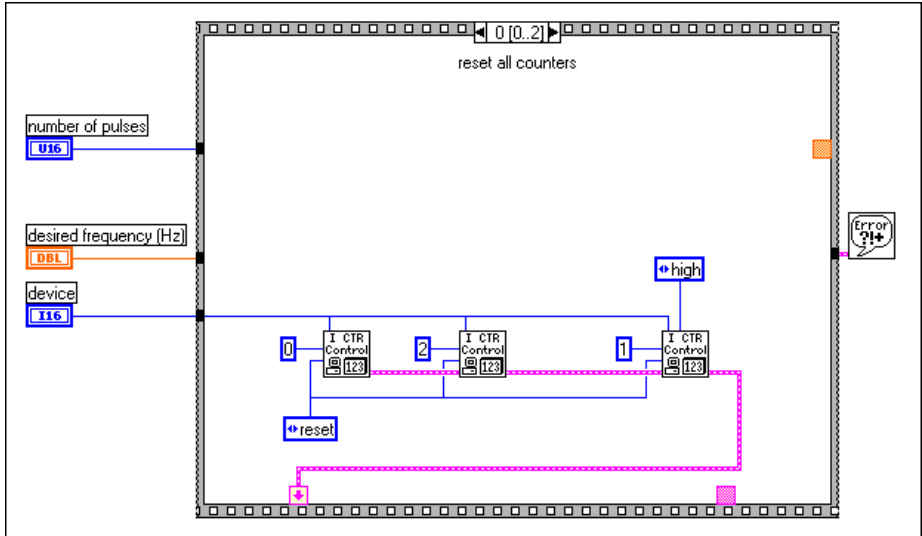 0 [0..2]
reset all counters
number of pulses
U16
desired frequency (Hz)
DBL
device
I16
Error
?!+
high
I CTR
Control
123
I CTR
Control
123
I CTR
Control
123
0
2
1
reset